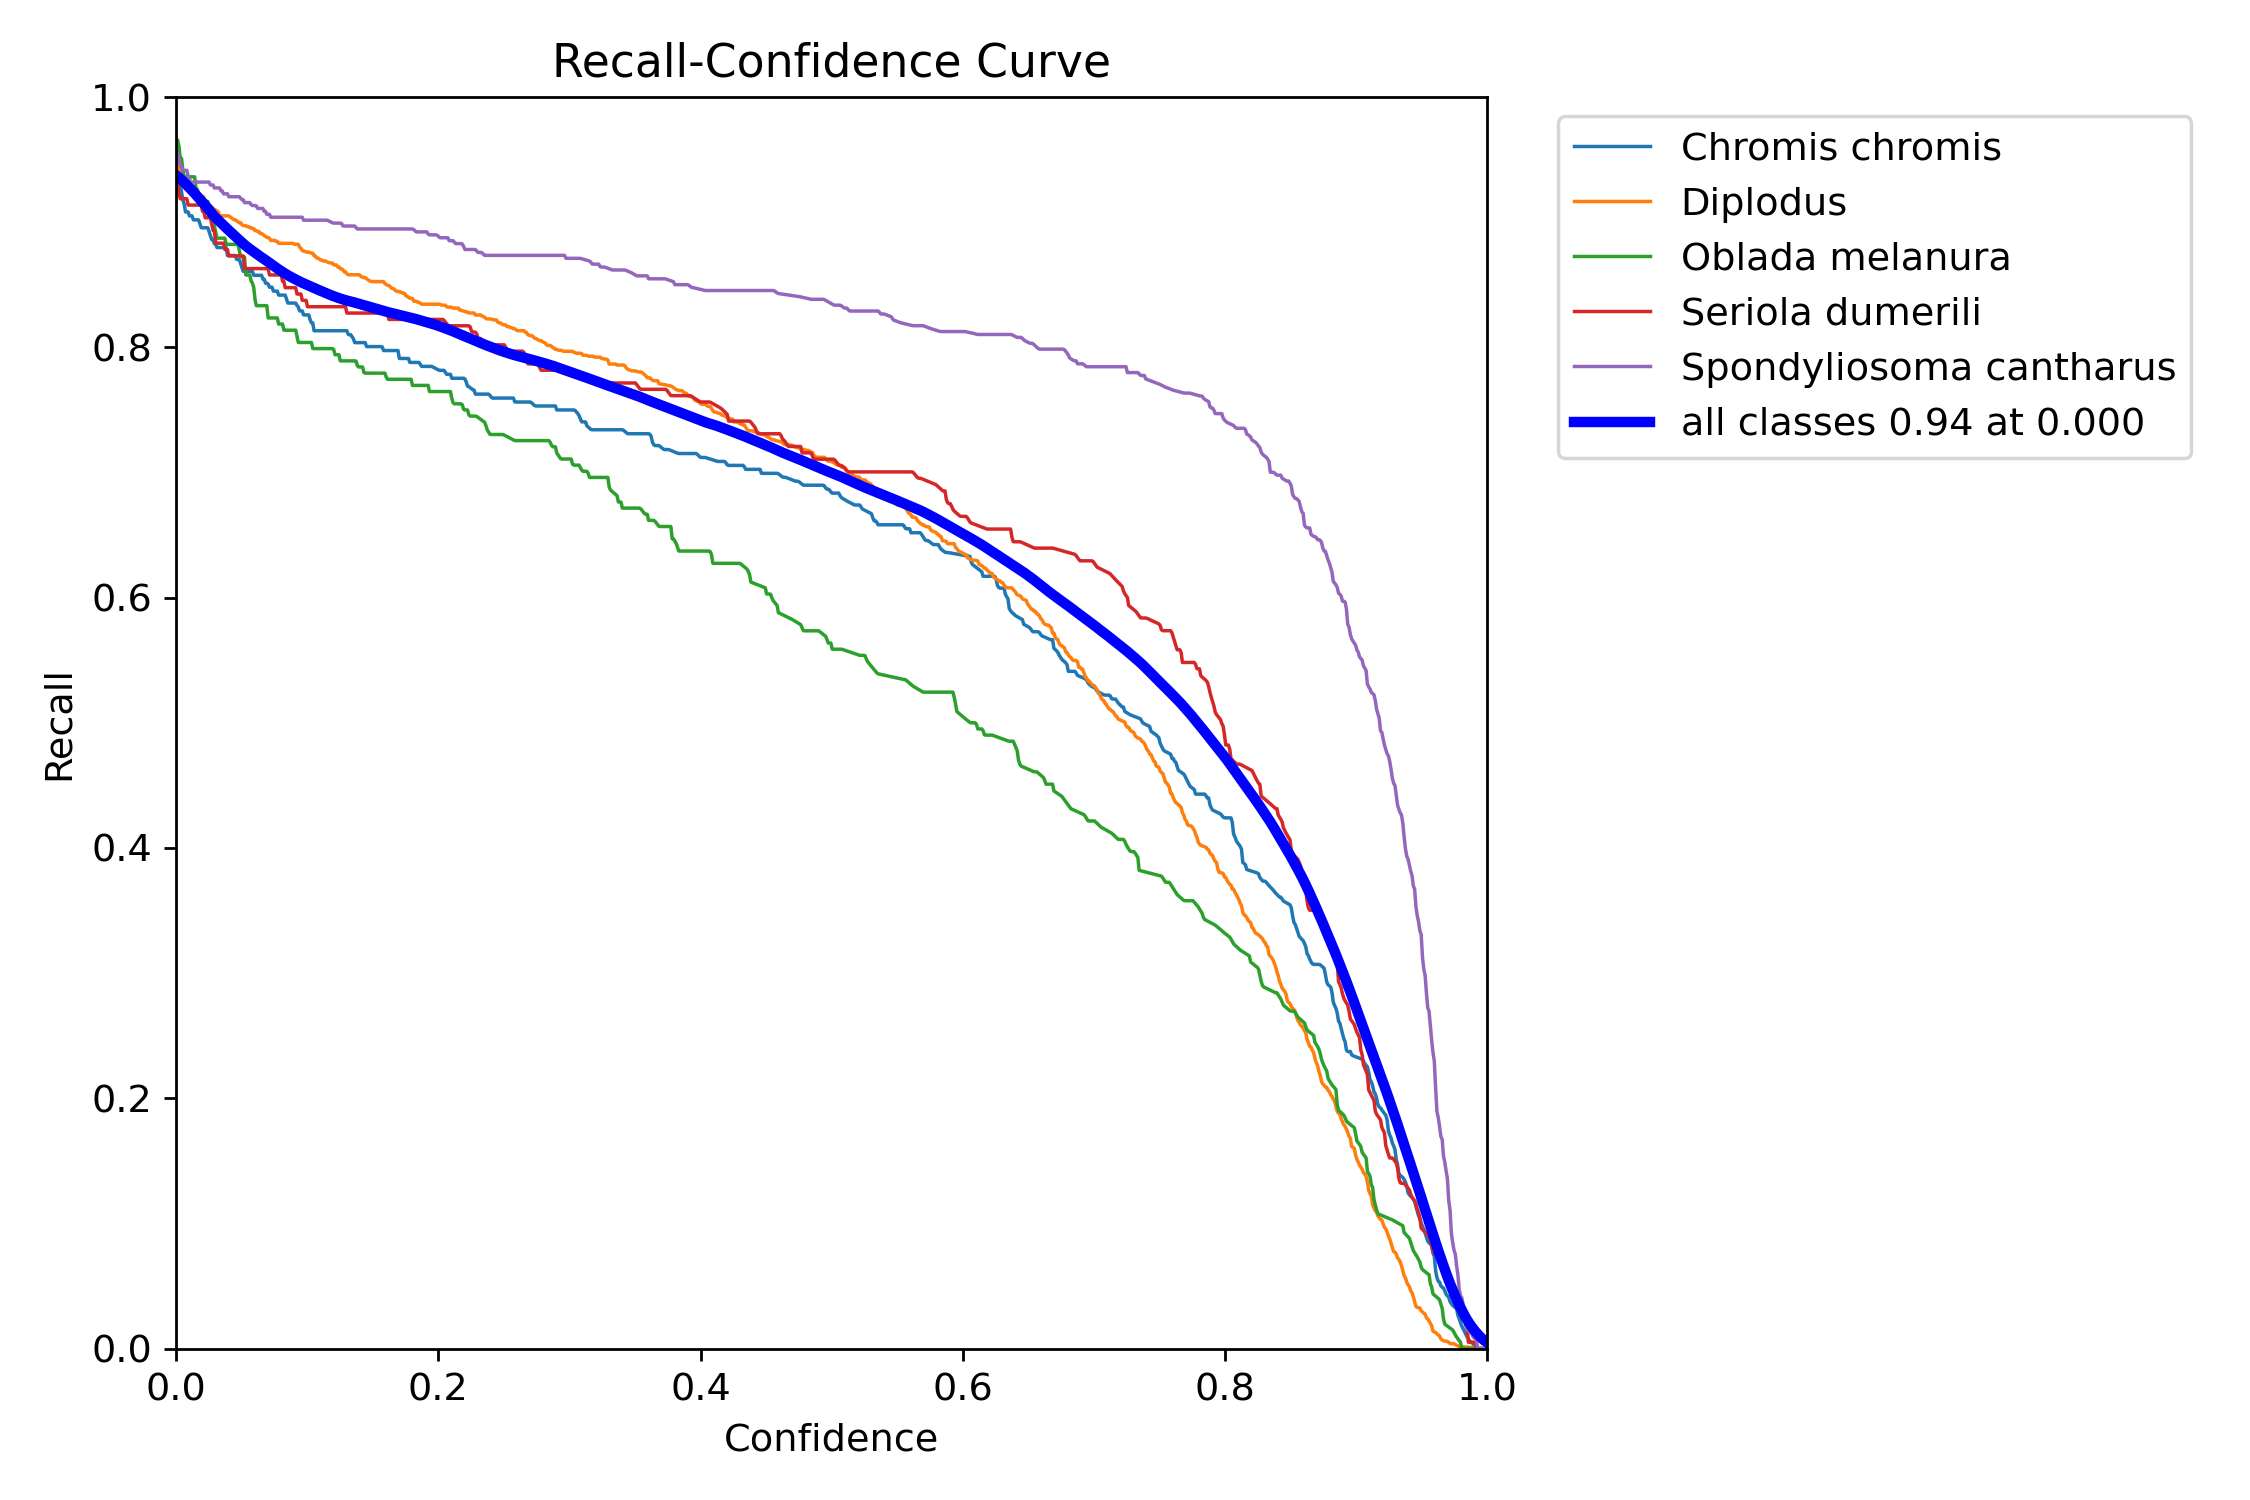 Recall-Confidence Curve
1.0
0.8
0.6
0.4
0.2
0.0
Recall
0.0 0.2 0.4 0.6 0.8 1.0
Confidence
Chromis chromis
Diplodus
Oblada melanura
Seriola dumerili
Spondyliosoma cantharus
all classes 0.94 at 0.000